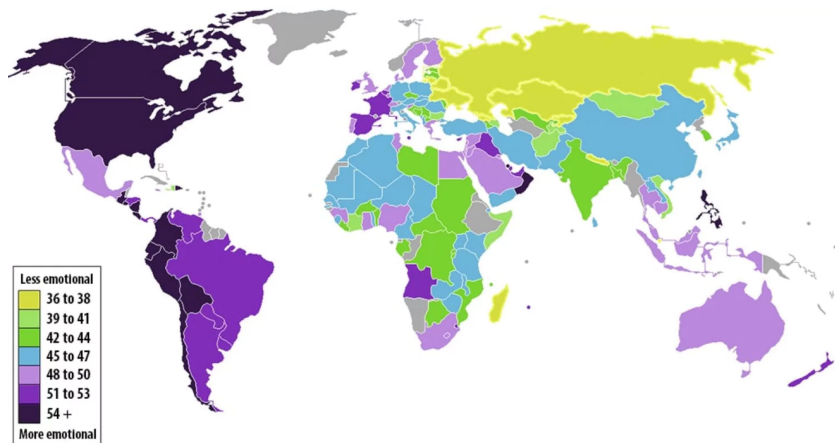 Less emotional
36 to 38
39 to 41
42 to 44
45 to 47
48 to 50
51 to 53
54 +
More emotional